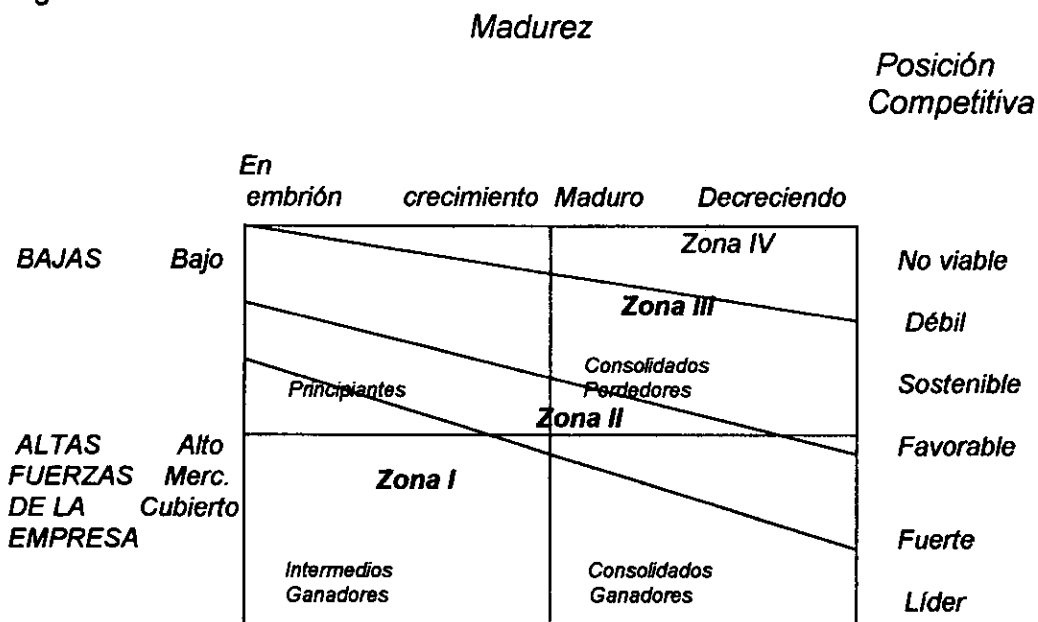 Madurez
Posición
Competitiva
En
embrión crecimiento Maduro Decreciendo
BAJAS Bajo Zona IV No viable
Zona III Débil
Consolidados
Principiantes Perdedores Sostenible
Zona II
ALTAS Alto Favorable
FUERZAS Merc. Zona I
DE LA Cubierto
EMPRESA Fuerte
Intermedios Consolidados
Ganadores Ganadores Líder